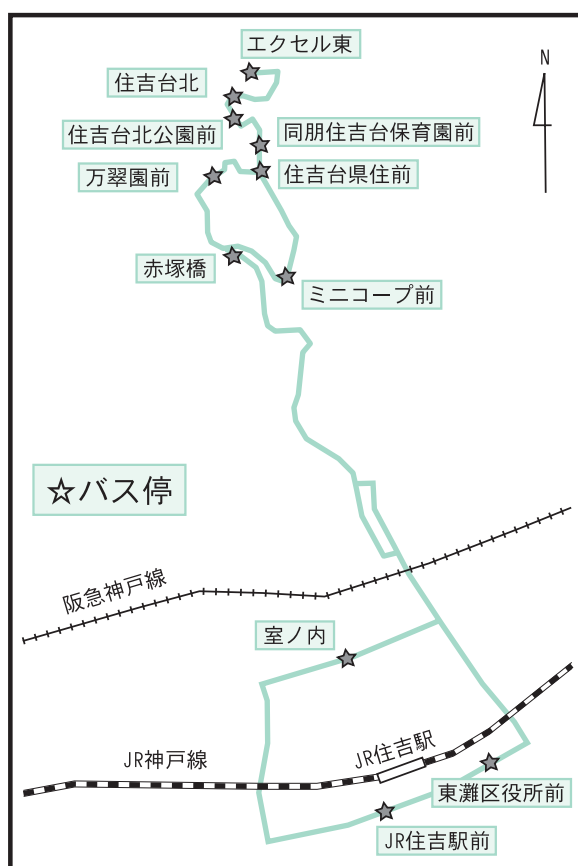 エクセル東
N
住吉台北
住吉台北公園前
同朋住吉台保育園前
万翠園前
住吉台県住前
赤塚橋
ミニコープ前
☆バス停
阪急神戸線
室ノ内
JR神戸線
JR住吉駅
東灘区役所前
JR住吉駅前